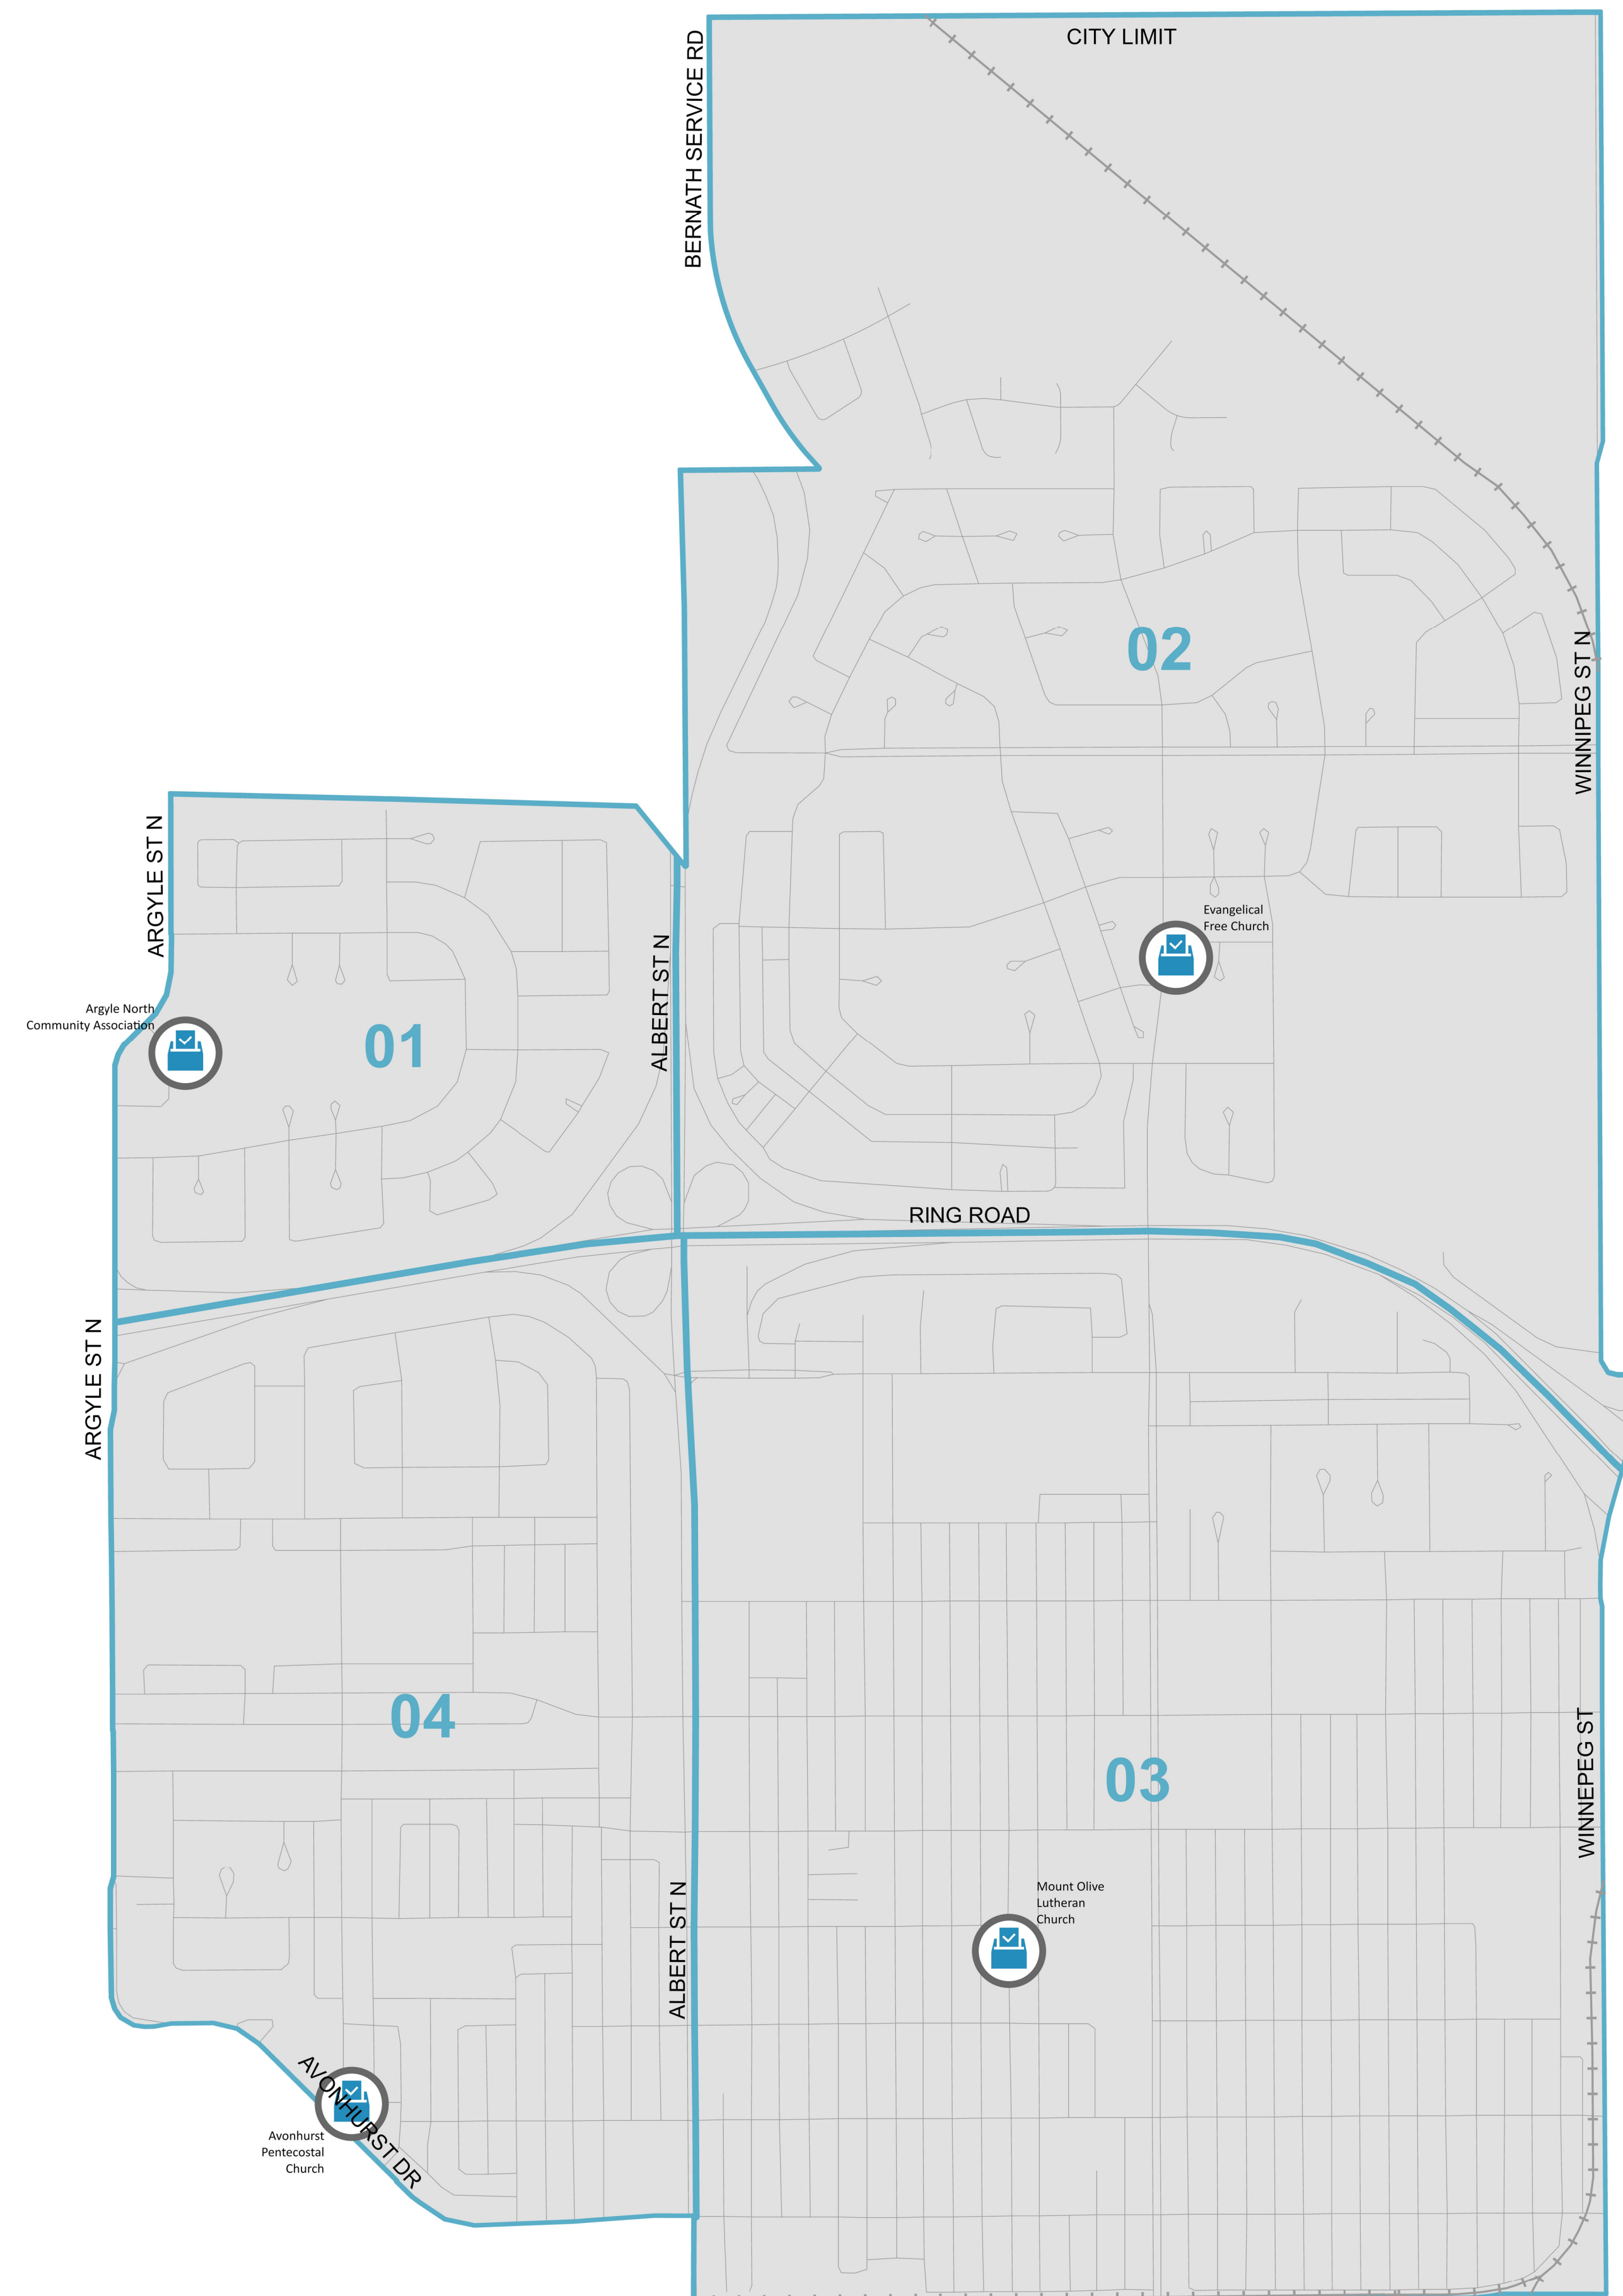 CITY LIMIT
BERNATH SERVICE RD
02
WINNIPEG ST N
ARGYLE ST N
Evangelical
Free Church
ALBERT ST N
Argyle North
Community Association
01
RING ROAD
ARGYLE ST N
04
03
WINNEPEG ST
Mount Olive
Lutheran
Church
ALBERT ST N
AVONHURST DR
Avonhurst
Pentecostal
Church